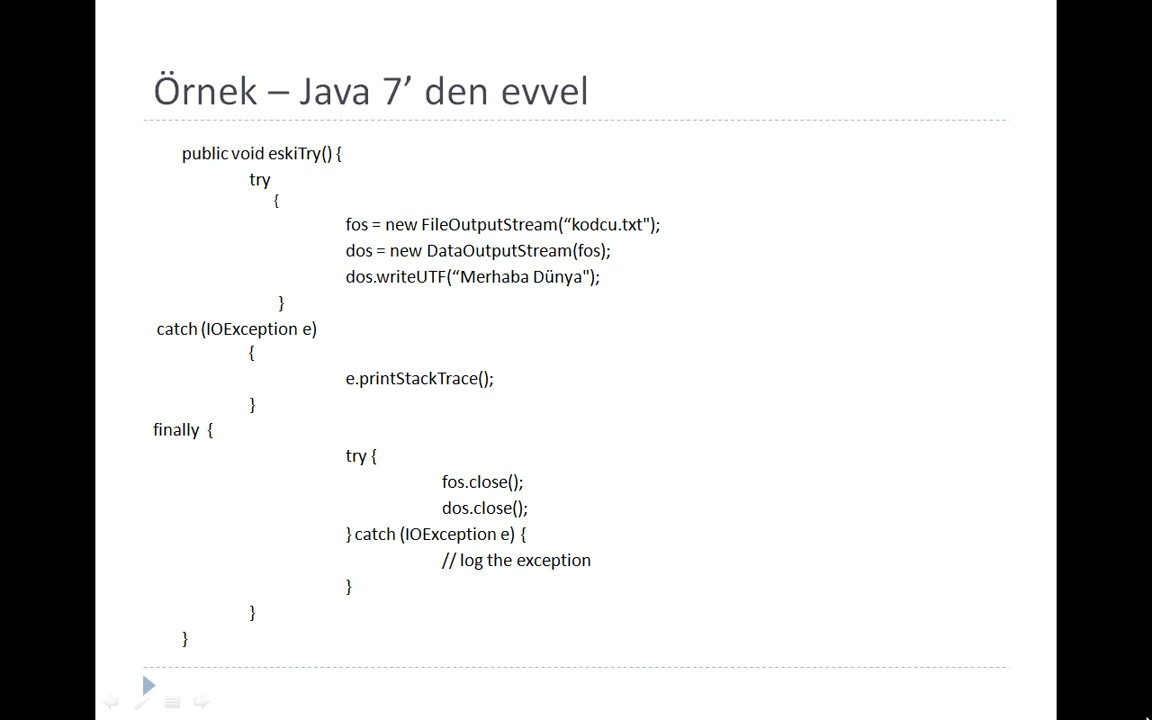 Örnek – Java 7’ den evvel
public void eskiTry() {
try
{
fos = new FileOutputStream(“kodcu.txt");
dos = new DataOutputStream(fos);
dos.writeUTF(“Merhaba Dünya");
}
catch (IOException e)
{
e.printStackTrace();
}
finally {
try {
fos.close();
dos.close();
} catch (IOException e) {
// log the exception
}
}
}